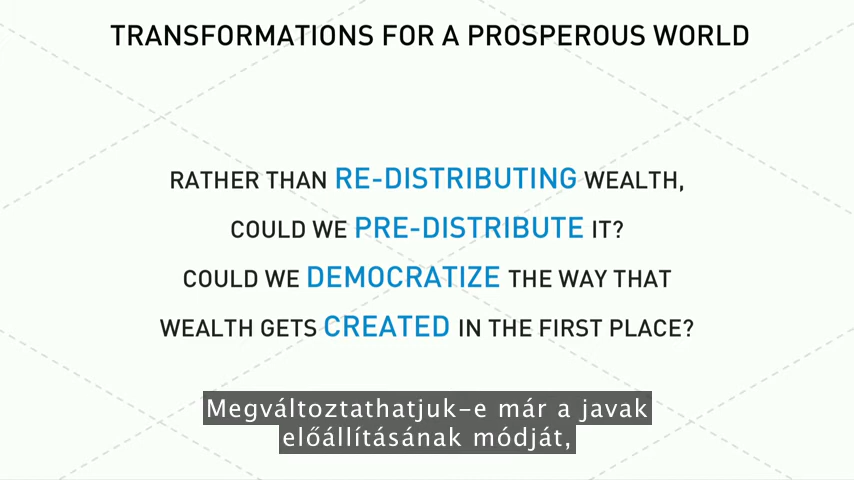 TRANSFORMATIONS FOR A PROSPEROUS WORLD
RATHER THAN RE-DISTRIBUTING WEALTH,
COULD WE PRE-DISTRIBUTE IT?
COULD WE DEMOCRATIZE THE WAY THAT
WEALTH GETS CREATED IN THE FIRST PLACE?
Megváltoztathatjuk-e már a javak
előállításának módját,